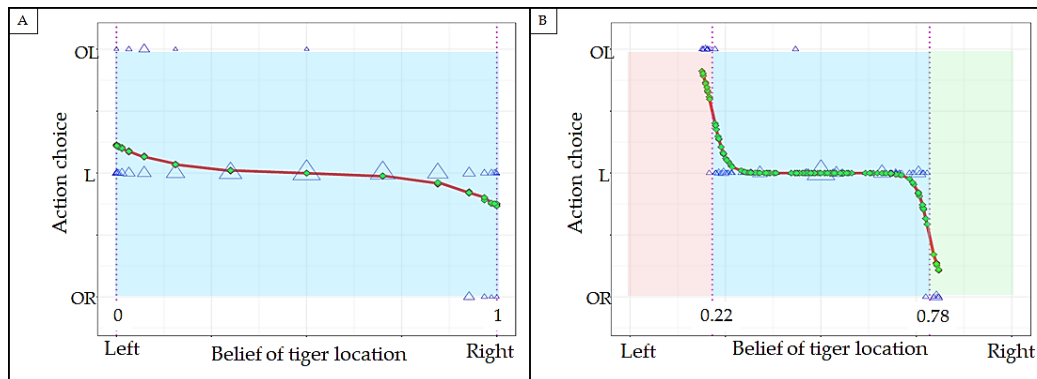 A
OL
Action choice
L
OR
0
1
Left
Belief of tiger location
Right
B
OL
Action choice
L
OR
0.22
0.78
Left
Belief of tiger location
Right